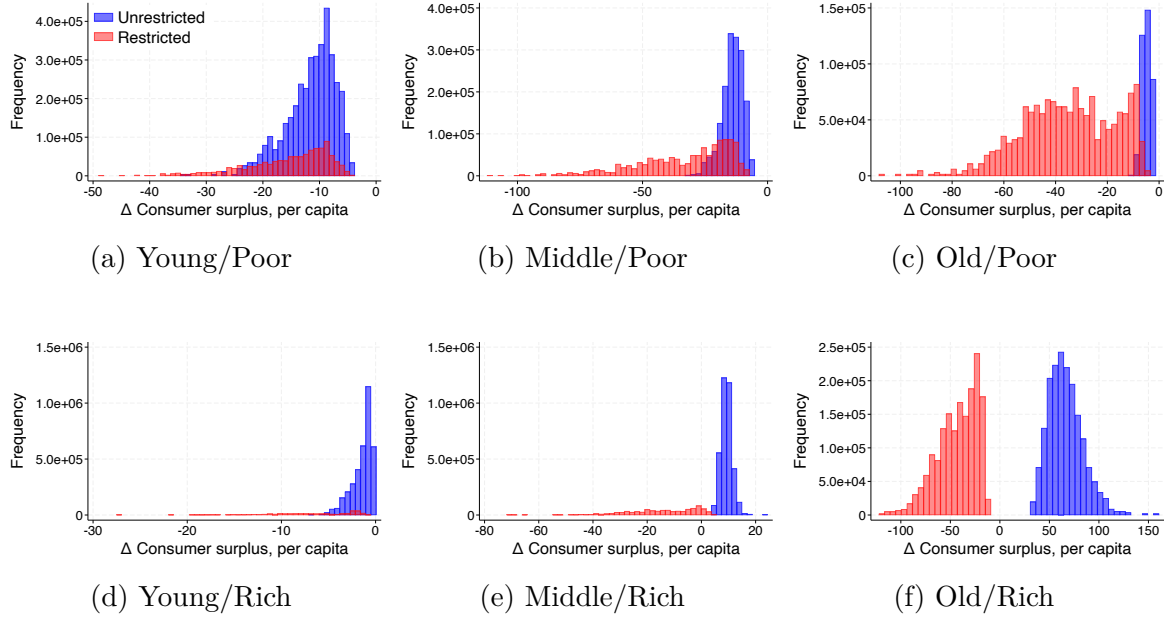 4.0e+05
3.0e+05
2.0e+05
1.0e+05
0
Frequency
Unrestricted
Restricted
-50 -40 -30 -20 -10 0
Δ Consumer surplus, per capita
(a) Young/Poor
4.0e+05
3.0e+05
2.0e+05
1.0e+05
0
Frequency
-100 -50 0
Δ Consumer surplus, per capita
(b) Middle/Poor
1.5e+05
1.0e+05
5.0e+04
0
Frequency
-100 -80 -60 -40 -20 0
Δ Consumer surplus, per capita
(c) Old/Poor
1.5e+06
1.0e+06
5.0e+05
0
Frequency
-30 -20 -10 0
Δ Consumer surplus, per capita
(d) Young/Rich
1.5e+06
1.0e+06
5.0e+05
0
Frequency
-80 -60 -40 -20 0 20
Δ Consumer surplus, per capita
(e) Middle/Rich
2.5e+05
2.0e+05
1.5e+05
1.0e+05
5.0e+04
0
Frequency
-100 -50 0 50 100 150
Δ Consumer surplus, per capita
(f) Old/Rich